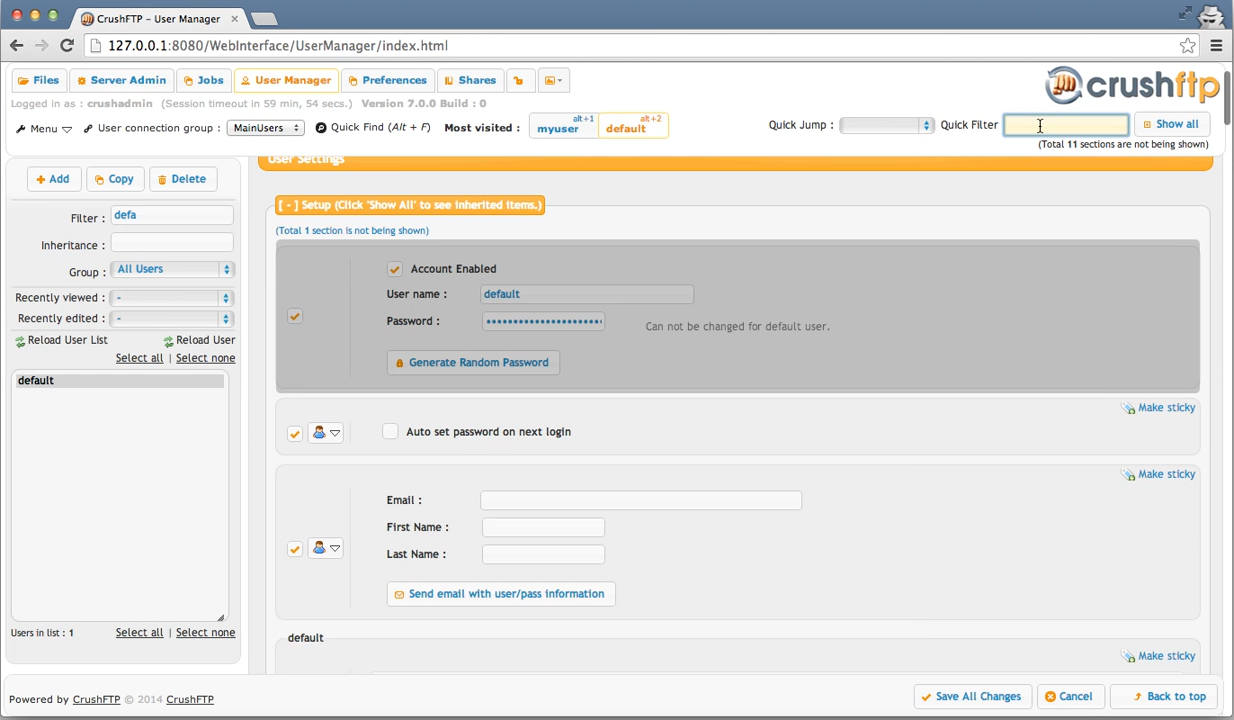 CrushFTP – User Manager
127.0.0.1:8080/WebInterface/UserManager/index.html
Files Server Admin Jobs User Manager Preferences Shares
crushftp
Logged in as : crushadmin (Session timeout in 59 min, 54 secs.) Version 7.0.0 Build : 0
Menu User connection group : MainUsers Quick Find (Alt + F) Most visited : myuser alt+1 default alt+2 Quick Jump : Quick Filter Show all
(Total 11 sections are not being shown)
User Settings
Add Copy Delete
Filter : defa
Inheritance :
Group : All Users
Recently viewed : -
Recently edited : -
Reload User List Reload User
Select all | Select none
default
Users in list : 1 Select all | Select none
[ - ] Setup (Click 'Show All' to see inherited items.)
(Total 1 section is not being shown)
Account Enabled
User name : default
Password : Can not be changed for default user.
Generate Random Password
Make sticky
Auto set password on next login
Make sticky
Email :
First Name :
Last Name :
Send email with user/pass information
default
Make sticky
Powered by CrushFTP © 2014 CrushFTP
Save All Changes Cancel Back to top